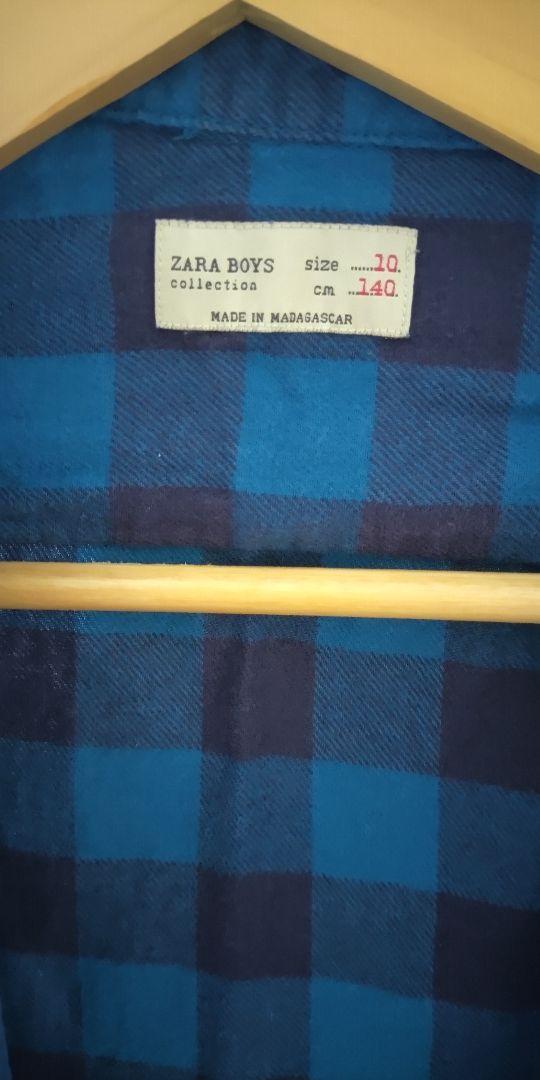 ZARA BOYS size ......10.
collection cm ...140.
MADE IN MADAGASCAR